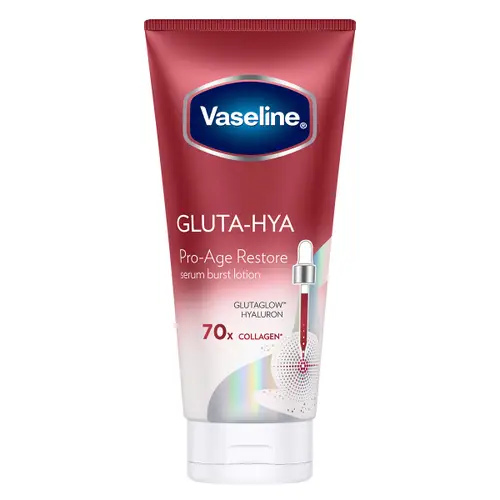 Vaseline®
GLUTA-HYA
Pro-Age Restore
serum burst lotion
GLUTAGLOW™
HYALURON
70x COLLAGEN*